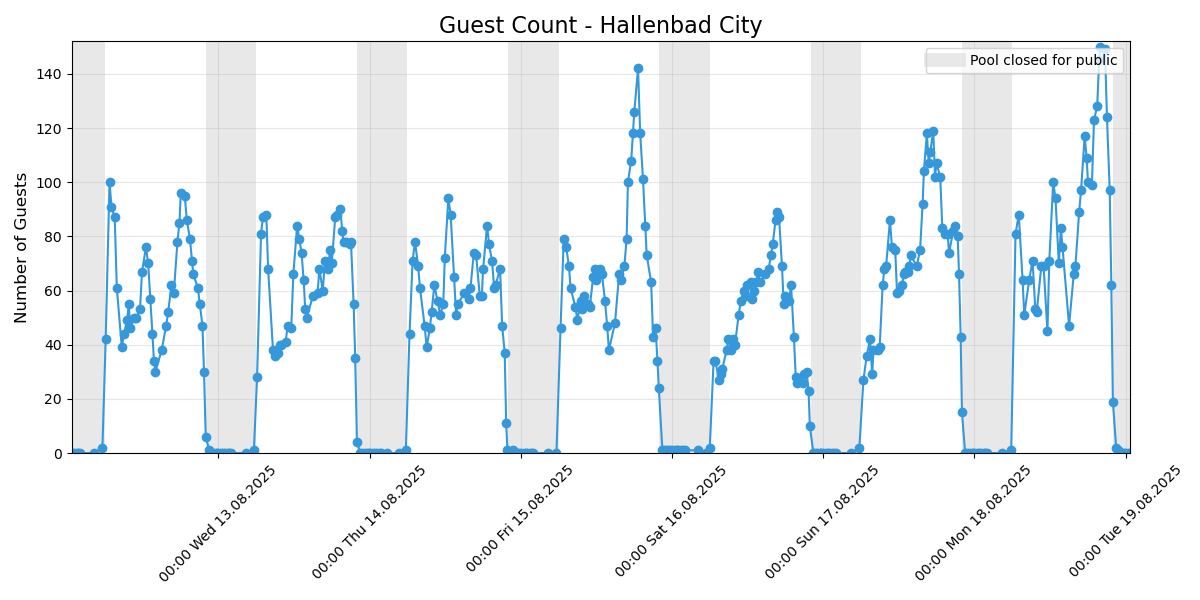 Guest Count - Hallenbad City
Pool closed for public
Number of Guests
140
120
100
80
60
40
20
0
00:00 Wed 13.08.2025
00:00 Thu 14.08.2025
00:00 Fri 15.08.2025
00:00 Sat 16.08.2025
00:00 Sun 17.08.2025
00:00 Mon 18.08.2025
00:00 Tue 19.08.2025